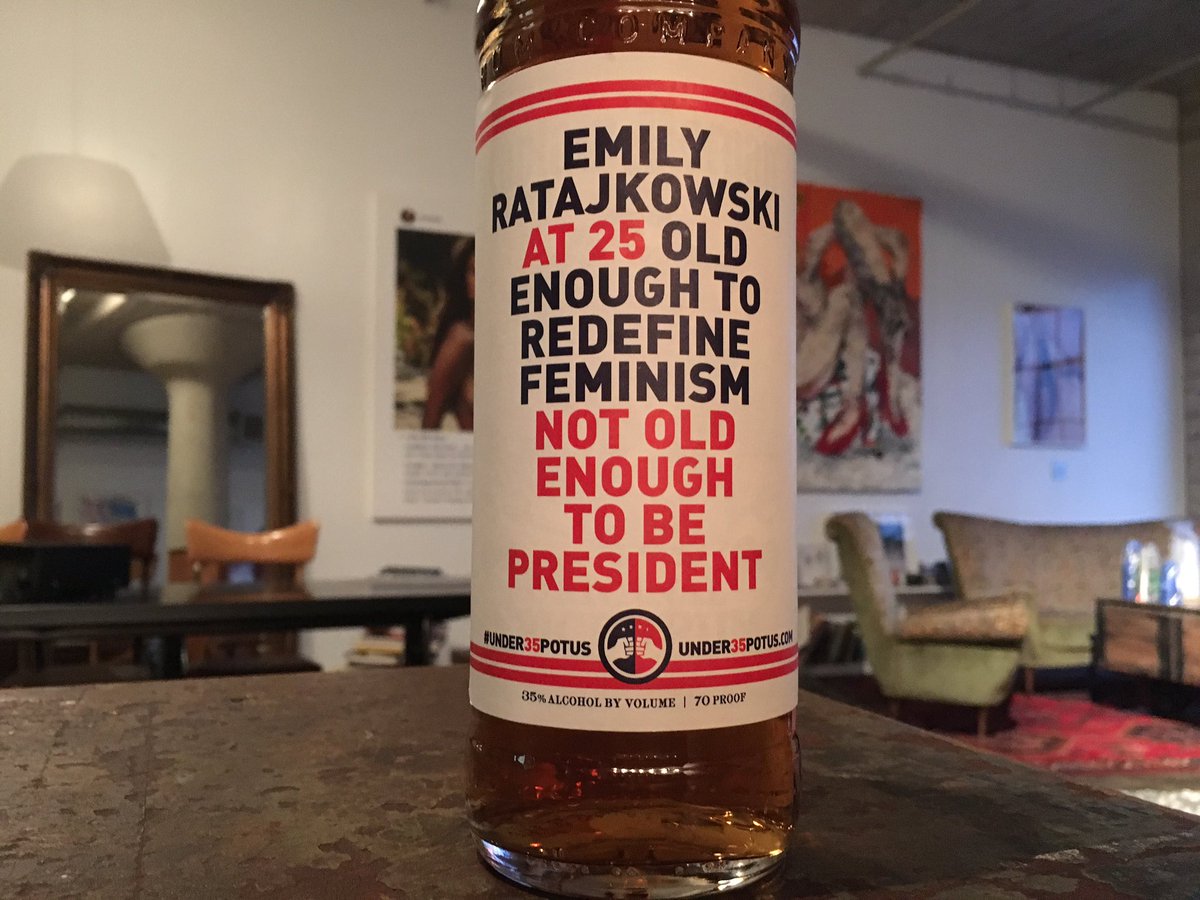 COMPAN
EMILY
RATAJKOWSKI
AT 25 OLD
ENOUGH TO
REDEFINE
FEMINISM
NOT OLD
ENOUGH
TO BE
PRESIDENT
#UNDER35POTUS UNDER35POTUS.COM
35% ALCOHOL BY VOLUME | 70 PROOF